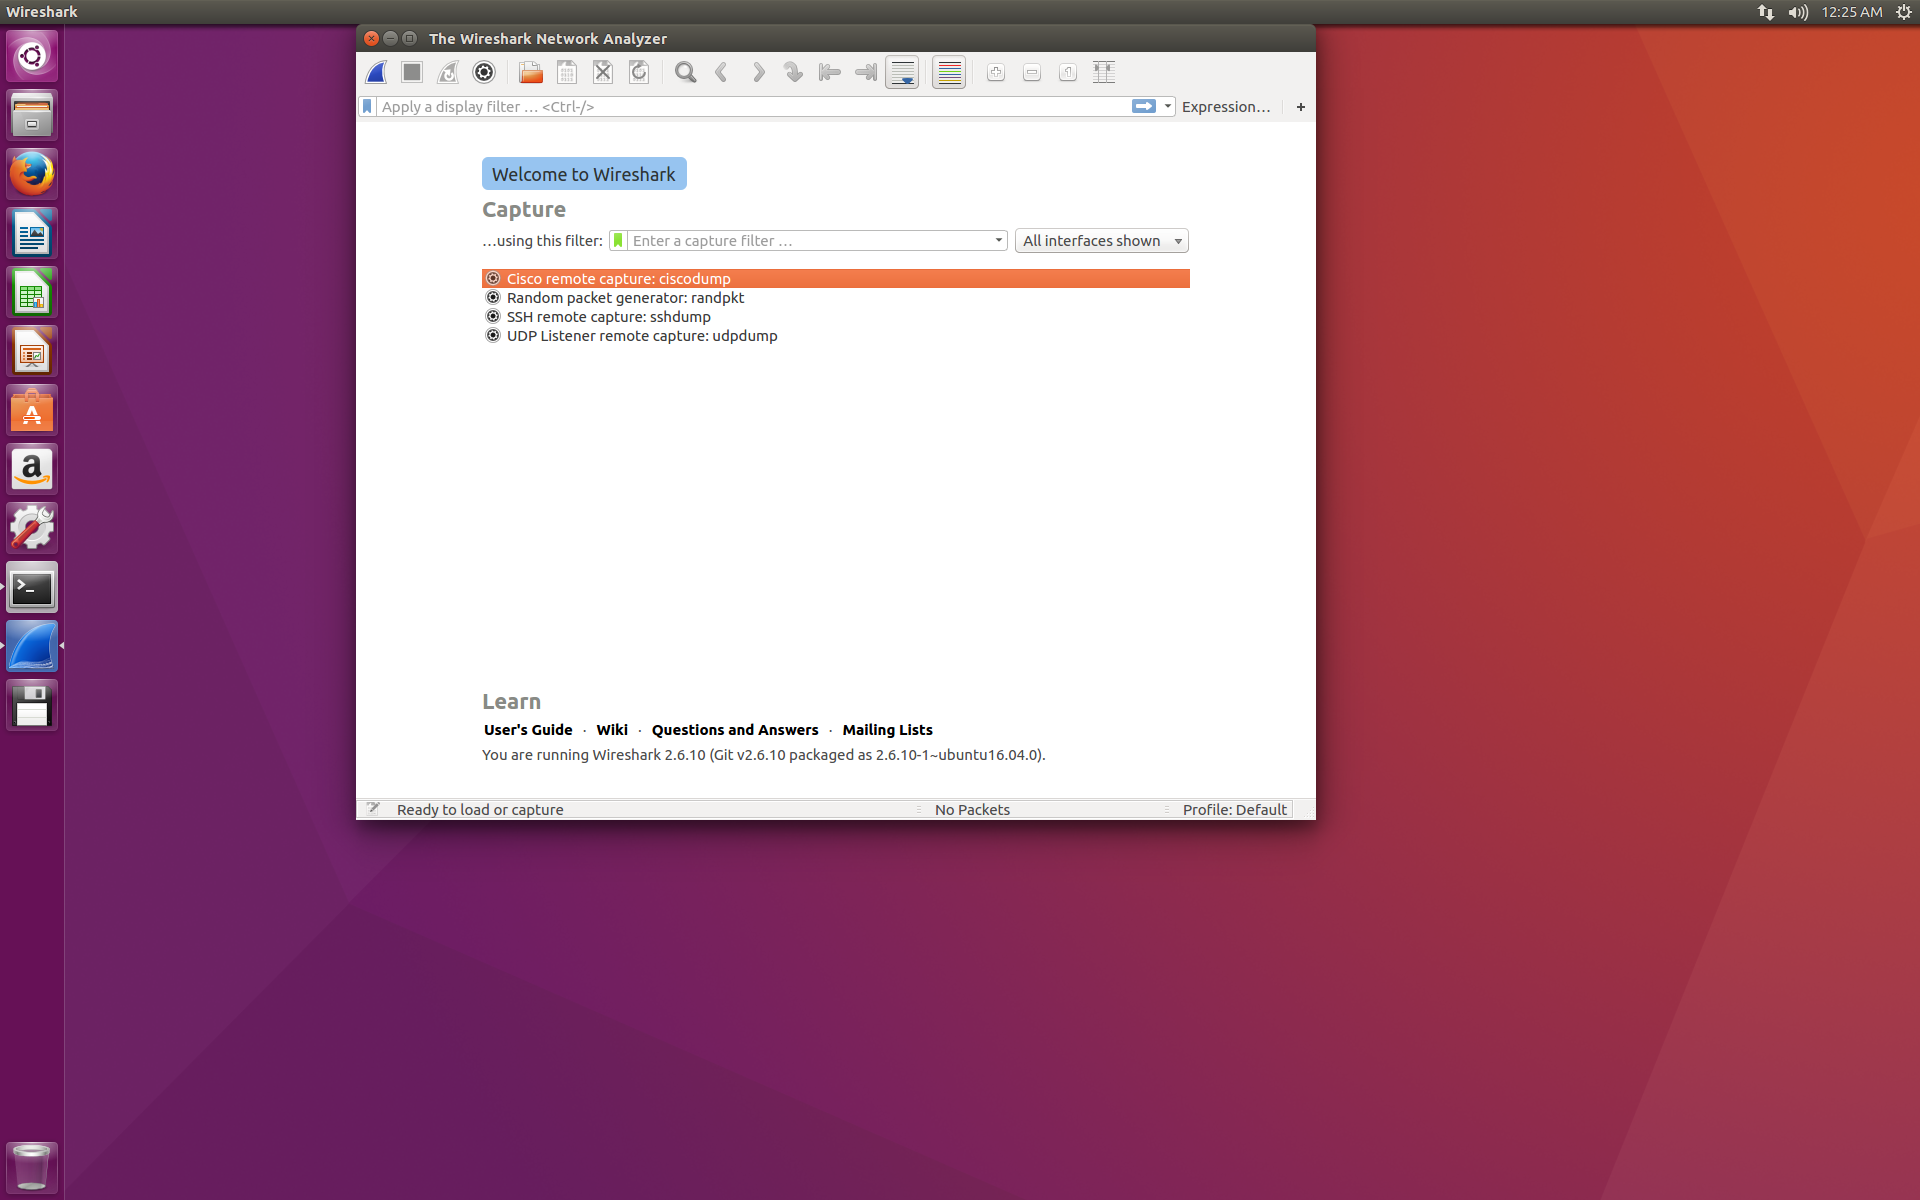 Wireshark
12:25 AM
The Wireshark Network Analyzer
Apply a display filter … <Ctrl-/>
Expression…
+
Welcome to Wireshark
Capture
…using this filter:
Enter a capture filter …
All interfaces shown
Cisco remote capture: ciscodump
Random packet generator: randpkt
SSH remote capture: sshdump
UDP Listener remote capture: udpdump
Learn
User's Guide · Wiki · Questions and Answers · Mailing Lists
You are running Wireshark 2.6.10 (Git v2.6.10 packaged as 2.6.10-1~ubuntu16.04.0).
Ready to load or capture
No Packets
Profile: Default